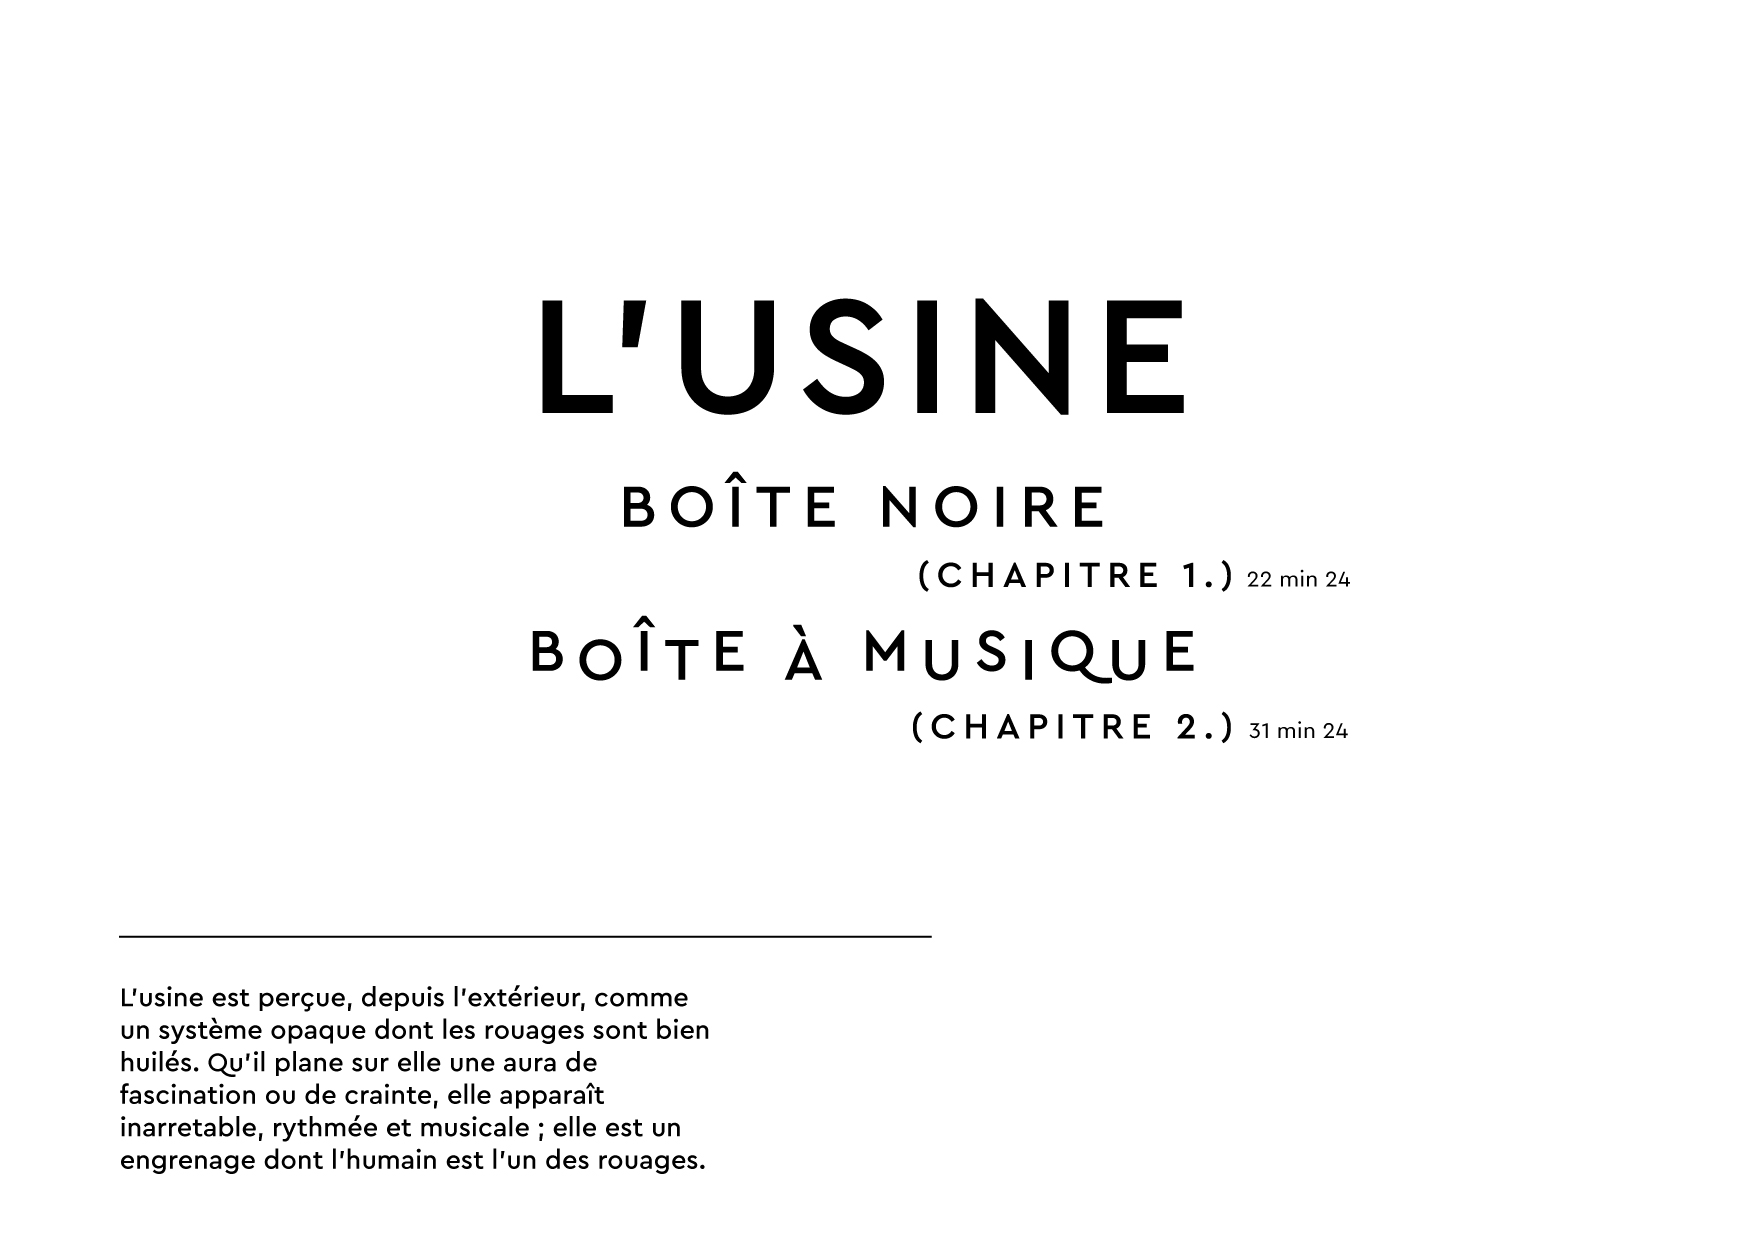 L'USINE
BOÎTE NOIRE
(CHAPITRE 1.) 22 min 24
BOÎTE À MUSIQUE
(CHAPITRE 2.) 31 min 24
L'usine est perçue, depuis l'extérieur, comme
un système opaque dont les rouages sont bien
huilés. Qu'il plane sur elle une aura de
fascination ou de crainte, elle apparaît
inarretable, rythmée et musicale ; elle est un
engrenage dont l'humain est l'un des rouages.